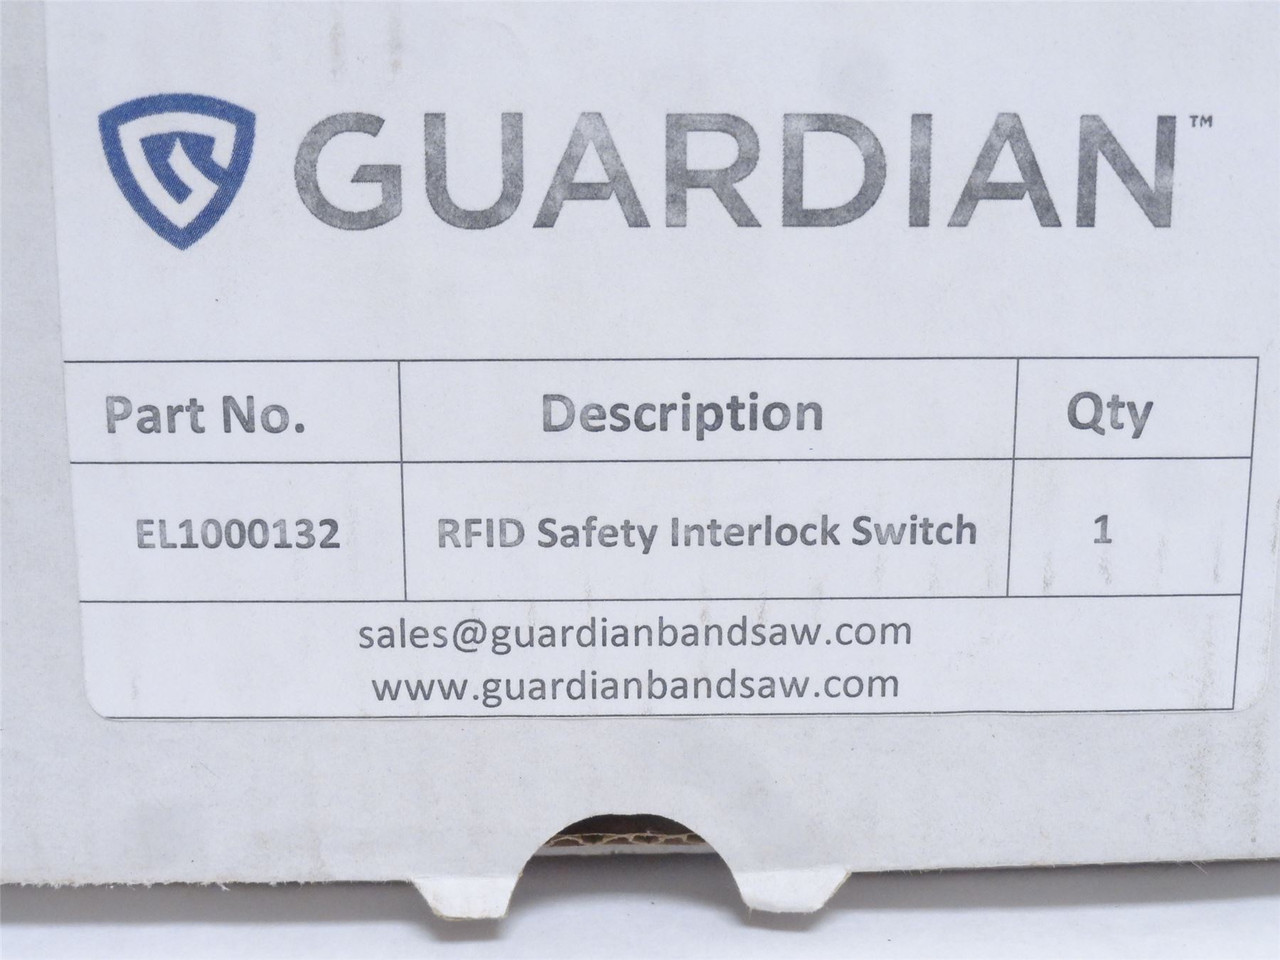 GUARDIAN™
Part No. Description Qty
EL1000132 RFID Safety Interlock Switch 1
sales@guardianbandsaw.com
www.guardianbandsaw.com